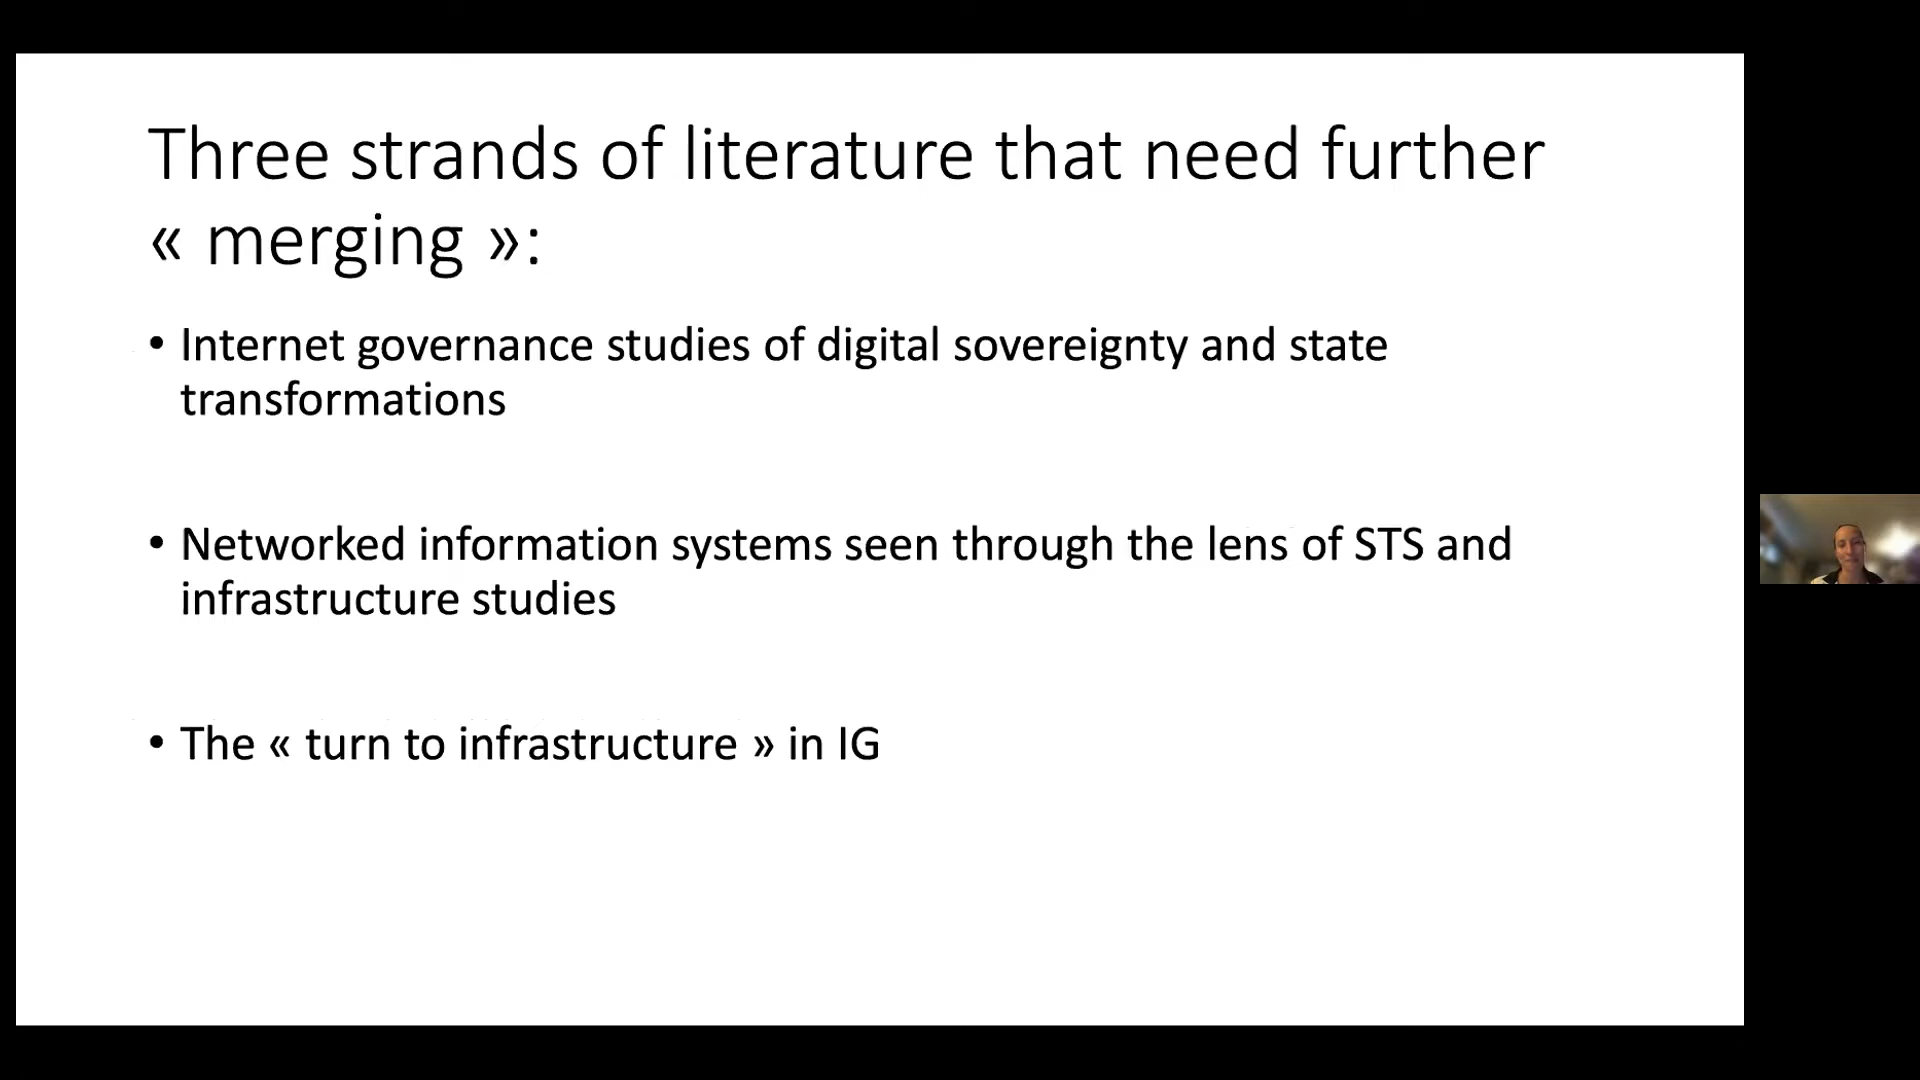 Three strands of literature that need further
« merging »:
• Internet governance studies of digital sovereignty and state
transformations
• Networked information systems seen through the lens of STS and
infrastructure studies
• The « turn to infrastructure » in IG